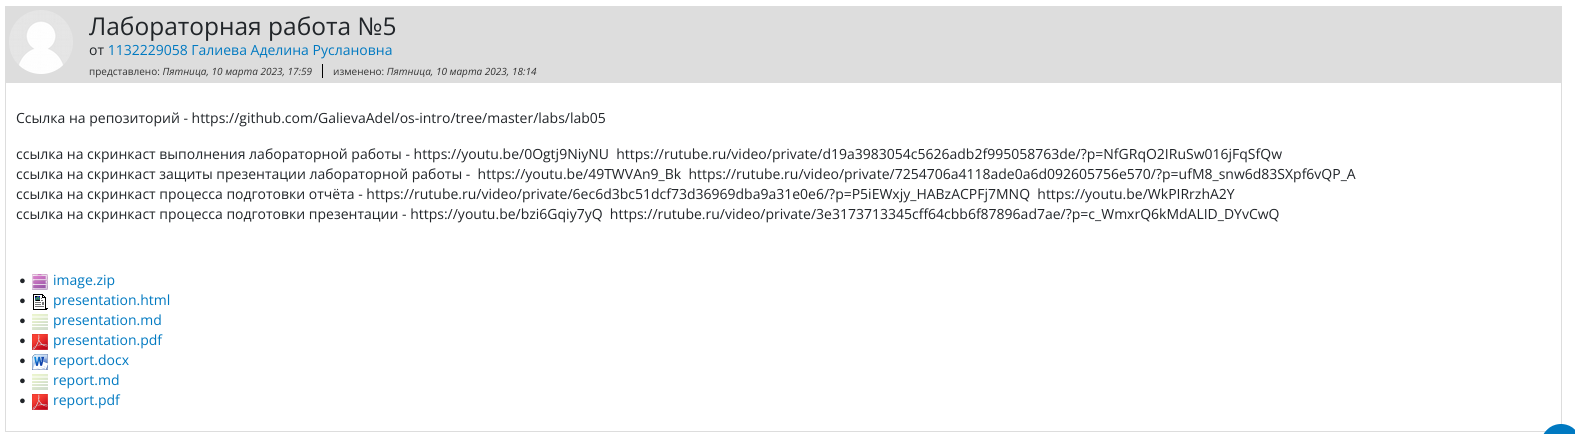 Лабораторная работа №5
от 1132229058 Галиева Аделина Руслановна
представлено: Пятница, 10 марта 2023, 17:59 | изменено: Пятница, 10 марта 2023, 18:14
Ссылка на репозиторий - https://github.com/GalievaAdel/os-intro/tree/master/labs/lab05
ссылка на скринкаст выполнения лабораторной работы - https://youtu.be/0Ogtj9NiyNU https://rutube.ru/video/private/d19a3983054c5626adb2f995058763de/?p=NfGRqO2IRuSw016jFqSfQw
ссылка на скринкаст защиты презентации лабораторной работы - https://youtu.be/49TWVAn9_Bk https://rutube.ru/video/private/7254706a4118ade0a6d092605756e570/?p=ufM8_snw6d83SXpf6vQP_A
ссылка на скринкаст процесса подготовки отчёта - https://rutube.ru/video/private/6ec6d3bc51dcf73d36969dba9a31e0e6/?p=P5iEWxjy_HABzACPFj7MNQ https://youtu.be/WkPIRrzhA2Y
ссылка на скринкаст процесса подготовки презентации - https://youtu.be/bzi6Gqiy7yQ https://rutube.ru/video/private/3e3173713345cff64cbb6f87896ad7ae/?p=c_WmxrQ6kMdALID_DYvCwQ
image.zip
presentation.html
presentation.md
presentation.pdf
report.docx
report.md
report.pdf